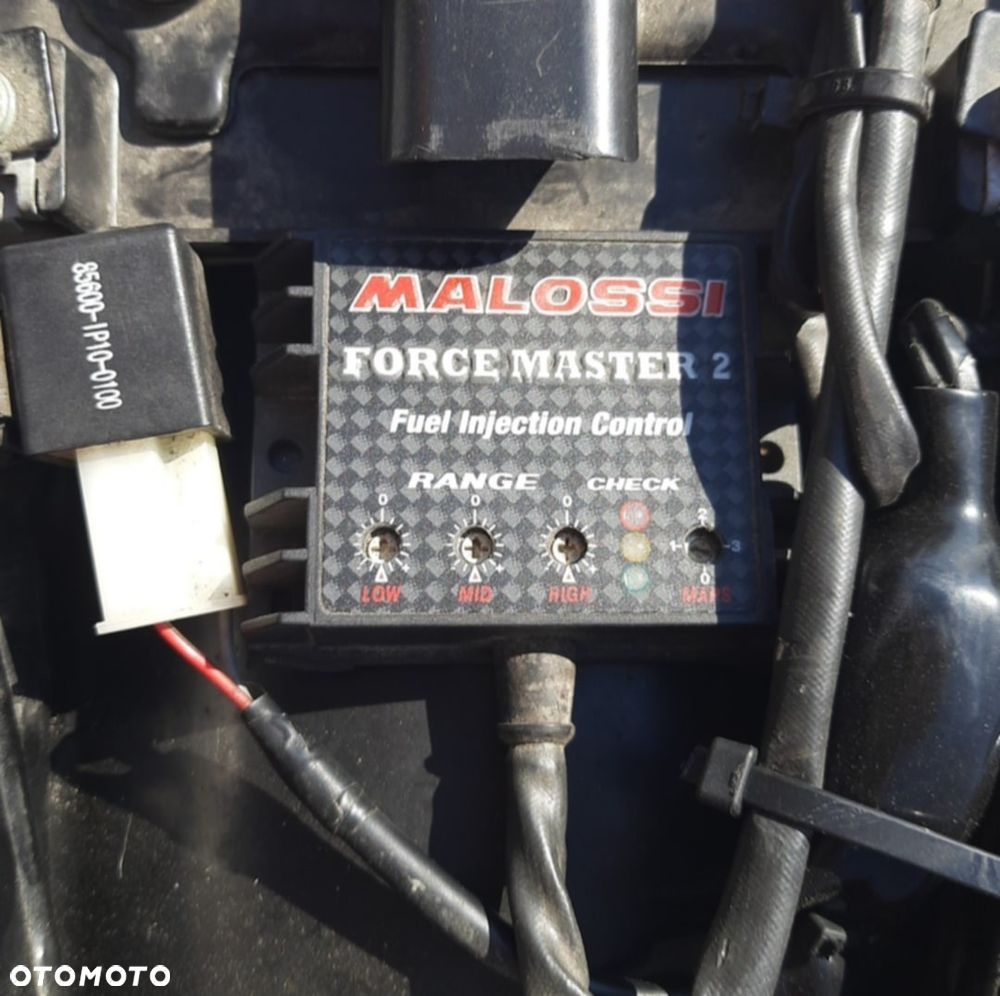 85600-1P10-0100
MALOSSI
FORCE MASTER 2
Fuel Injection Control
RANGE CHECK
0 0 0 2
1 3
- + - + - + 0
LOW MID HIGH MAPS
OTOMOTO